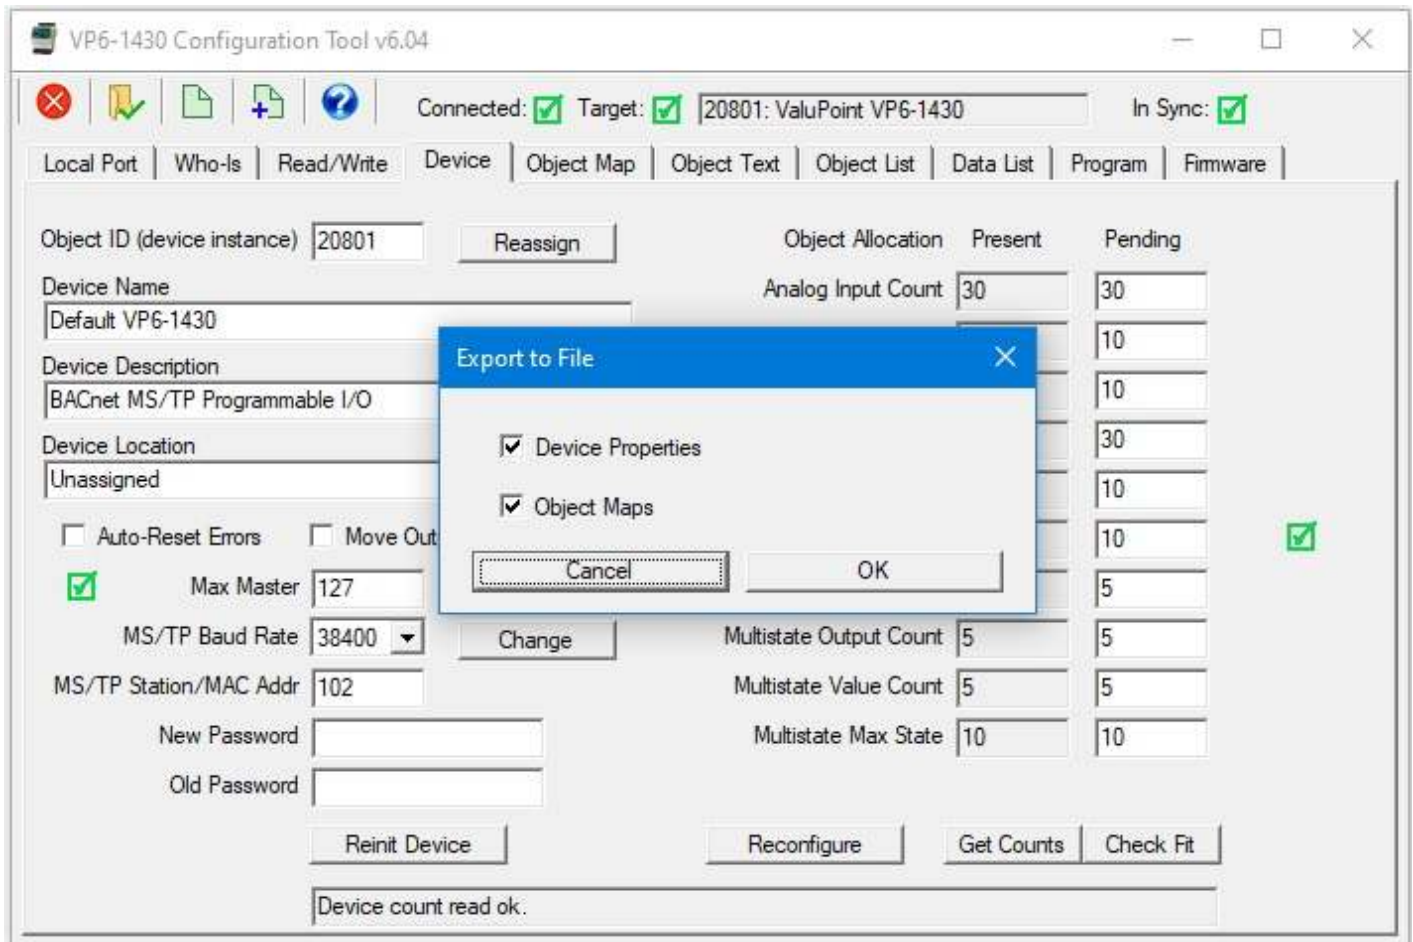 VP6-1430 Configuration Tool v6.04
Connected: Target: 20801: ValuPoint VP6-1430 In Sync:
Local Port Who-Is Read/Write Device Object Map Object Text Object List Data List Program Firmware
Object ID (device instance) 20801 Reassign Object Allocation Present Pending
Device Name Analog Input Count 30 30
Default VP6-1430
10
Export to File
Device Description
BACnet MS/TP Programmable I/O 10
Device Location Device Properties 30
Unassigned 10
Object Maps
Auto-Reset Errors Move Out 10
Cancel OK
Max Master 127 5
MS/TP Baud Rate 38400 Change Multistate Output Count 5 5
MS/TP Station/MAC Addr 102 Multistate Value Count 5 5
New Password Multistate Max State 10 10
Old Password
Reinit Device Reconfigure Get Counts Check Fit
Device count read ok.